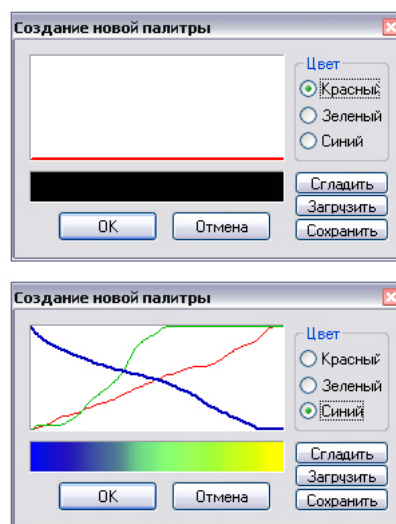 Создание новой палитры
Цвет
Красный
Зеленый
Синий
Сгладить
Загрузить
Сохранить
OK
Отмена
Создание новой палитры
Цвет
Красный
Зеленый
Синий
Сгладить
Загрузить
Сохранить
OK
Отмена